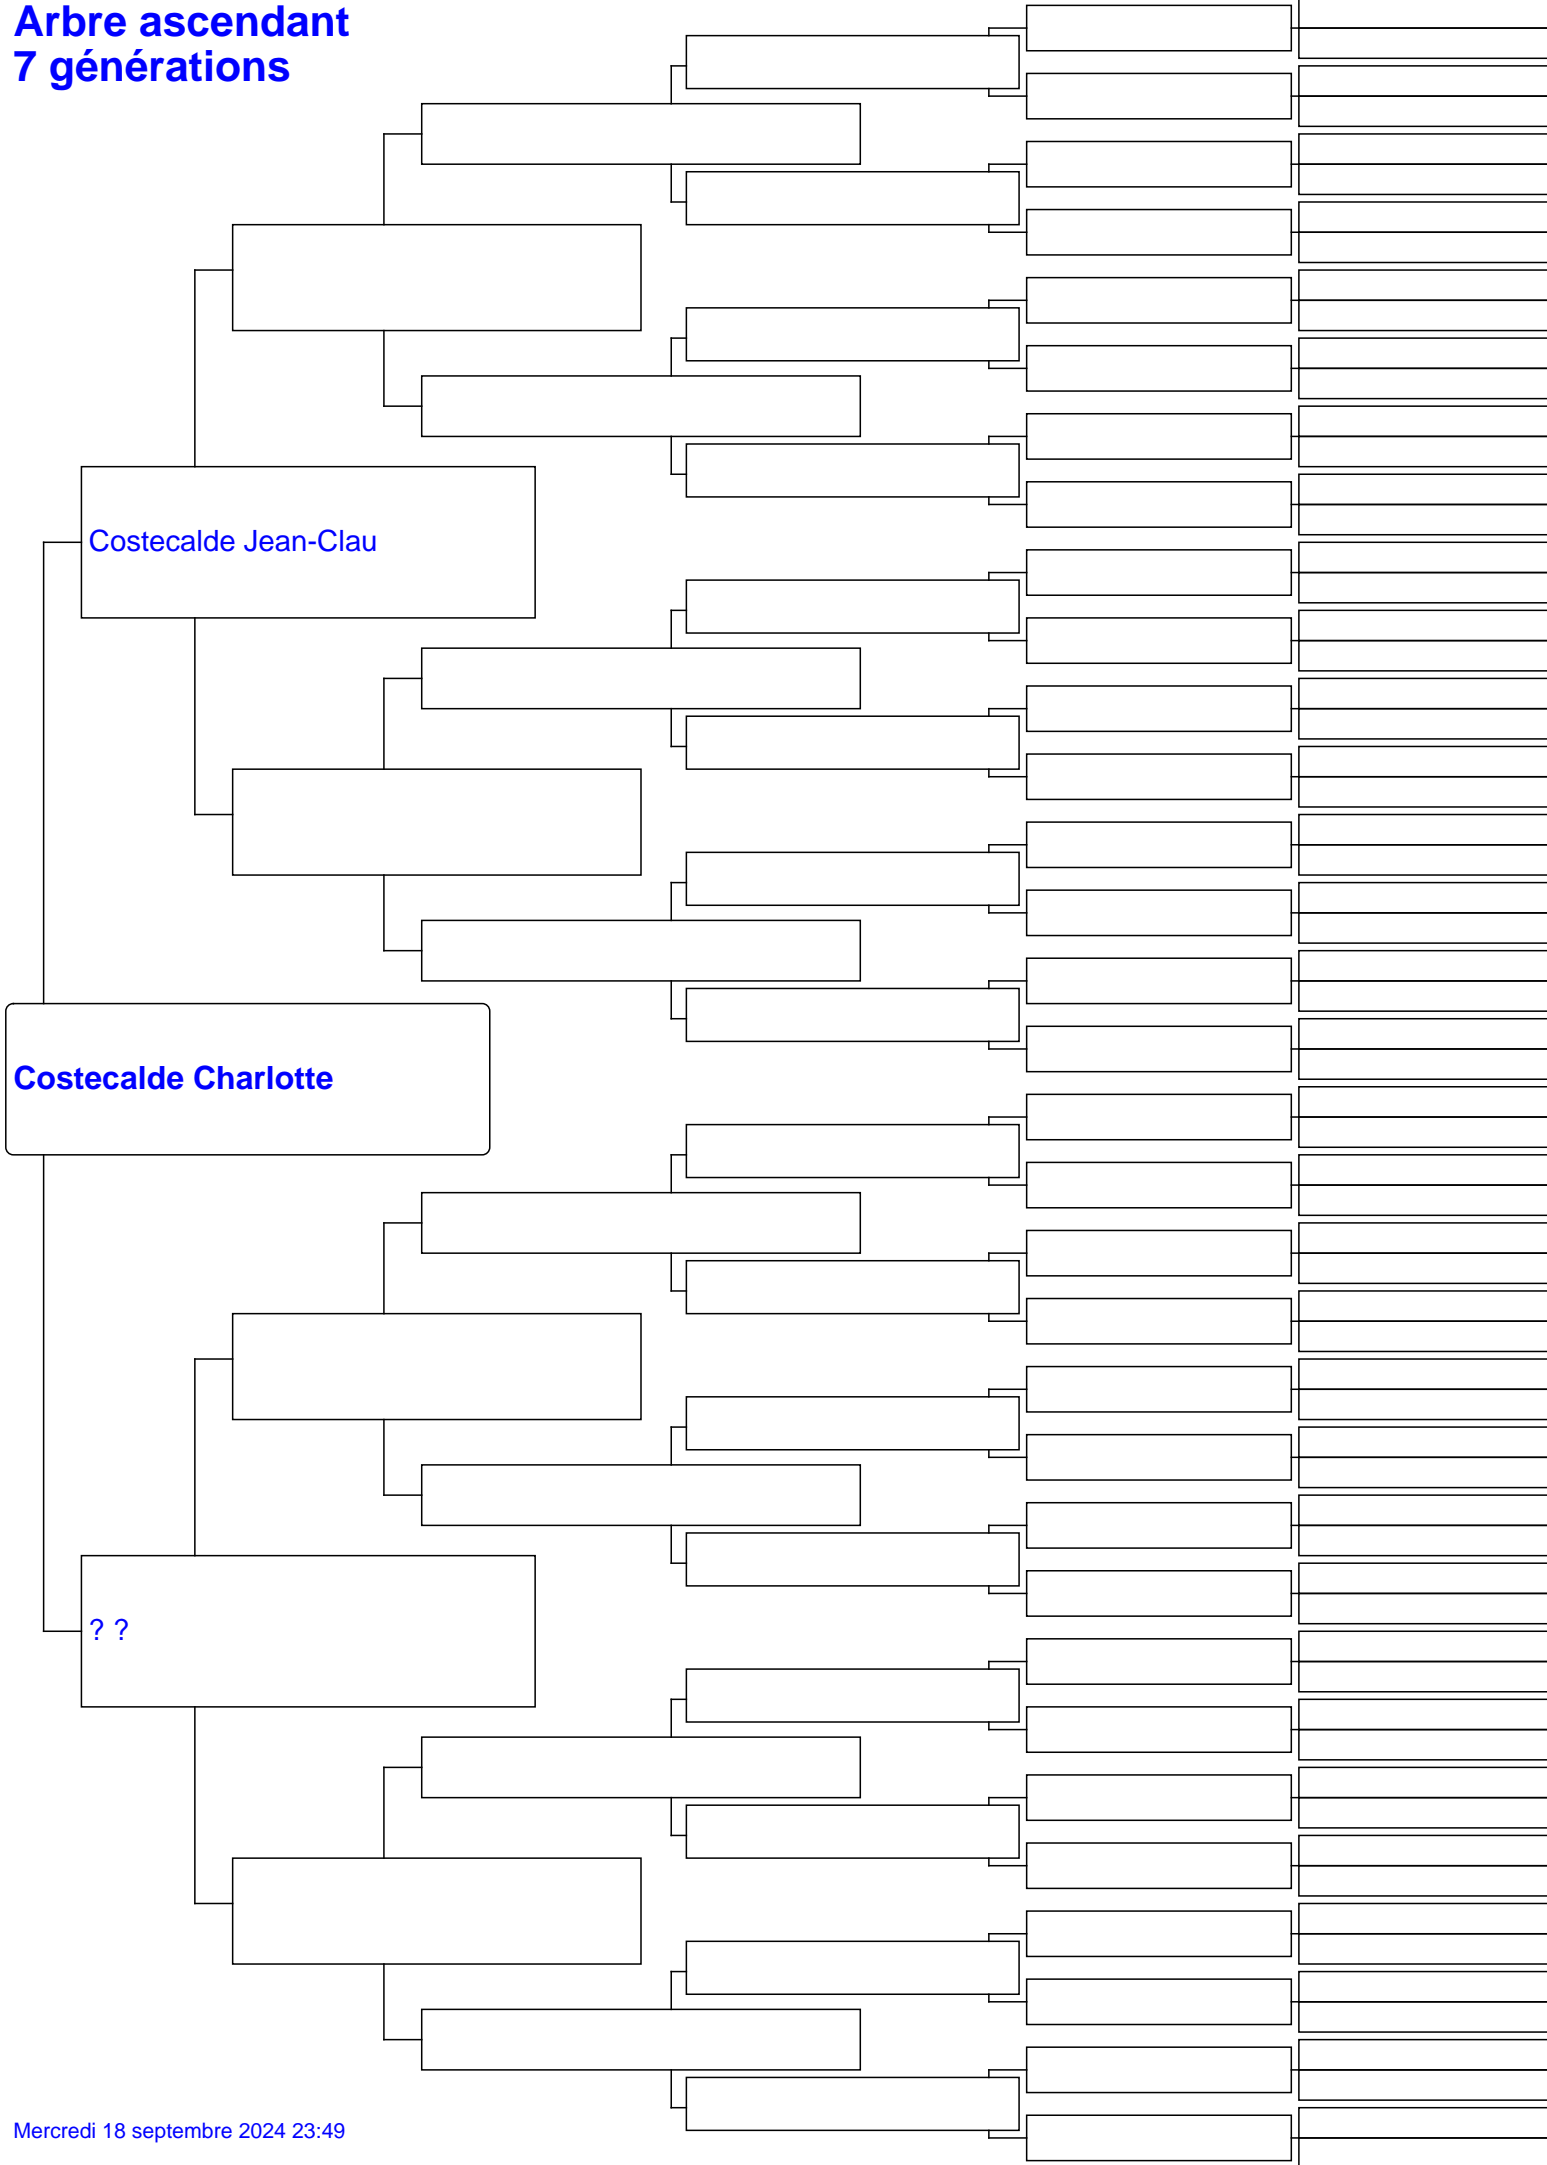 Arbre ascendant
7 générations
Costecalde Jean-Clau
Costecalde Charlotte
? ?
Mercredi 18 septembre 2024 23:49